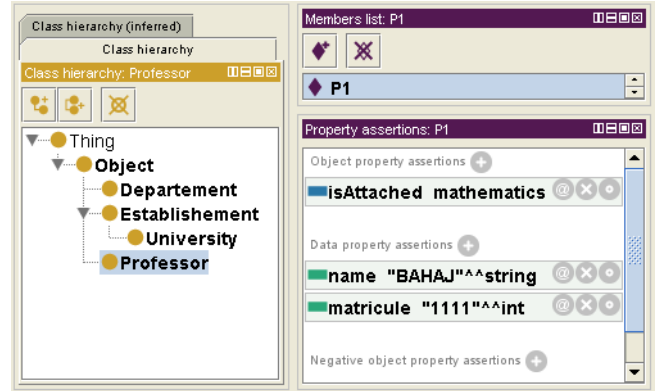 Class hierarchy (inferred)
Class hierarchy
Class hierarchy: Professor
Thing
Object
Departement
Establishement
University
Professor
Members list: P1
P1
Property assertions: P1
Object property assertions
isAttached mathematics
Data property assertions
name "BAHAJ"^^string
matricule "1111"^^int
Negative object property assertions